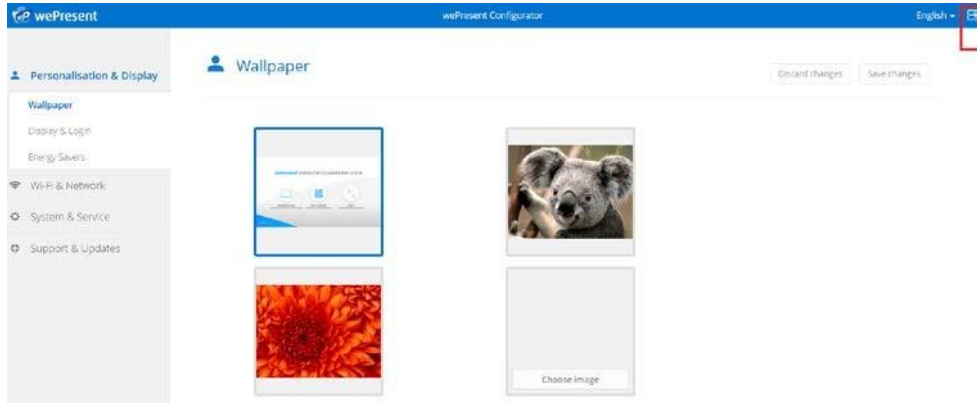 wePresent
wePresent Configurator
English
Personalisation & Display
Wallpaper
Display & Login
Energy Savers
Wi-Fi & Network
System & Service
Support & Updates
Wallpaper
Discard changes
Save changes
Choose image